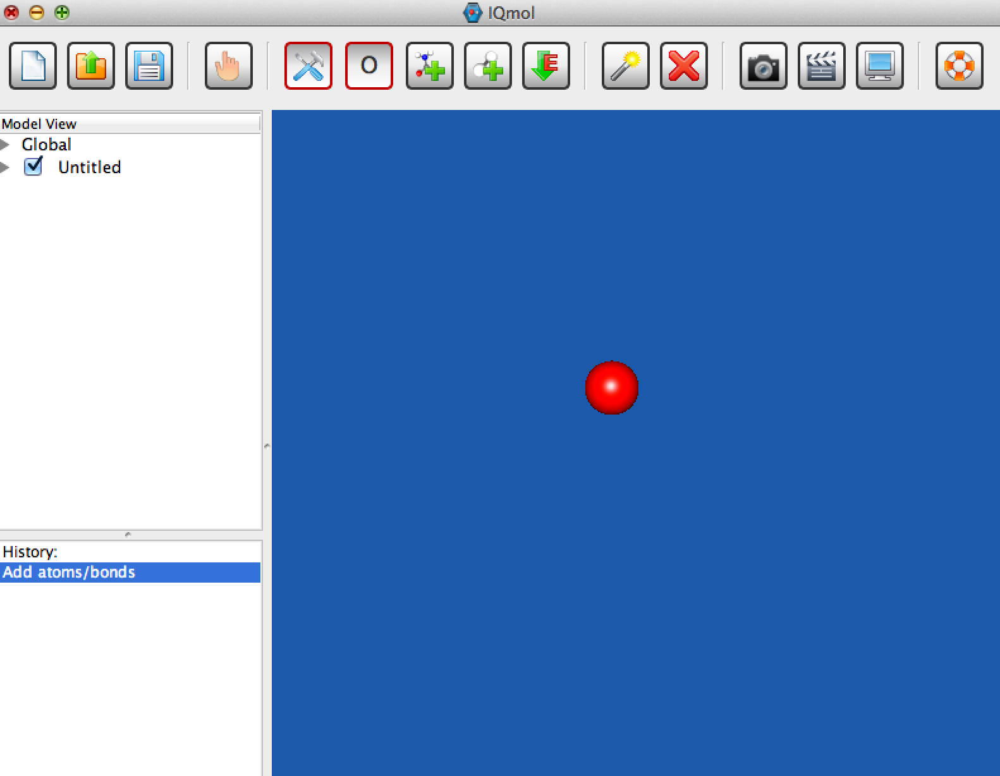 IQmol
O
E
Model View
Global
Untitled
History:
Add atoms/bonds